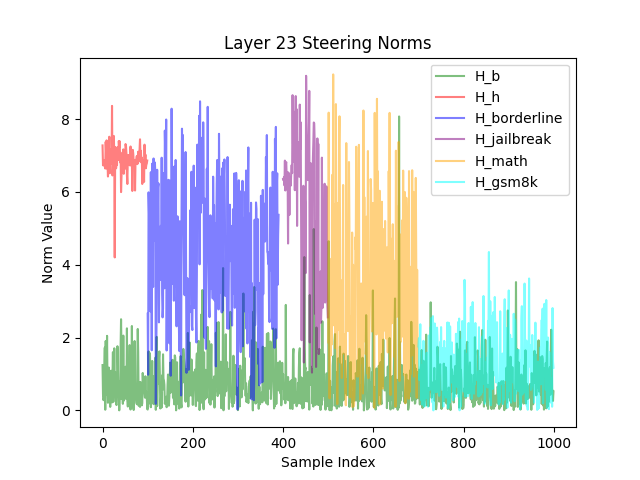 Layer 23 Steering Norms
H_b
H_h
H_borderline
H_jailbreak
H_math
H_gsm8k
Norm Value
8
6
4
2
0
0
200
400
600
800
1000
Sample Index